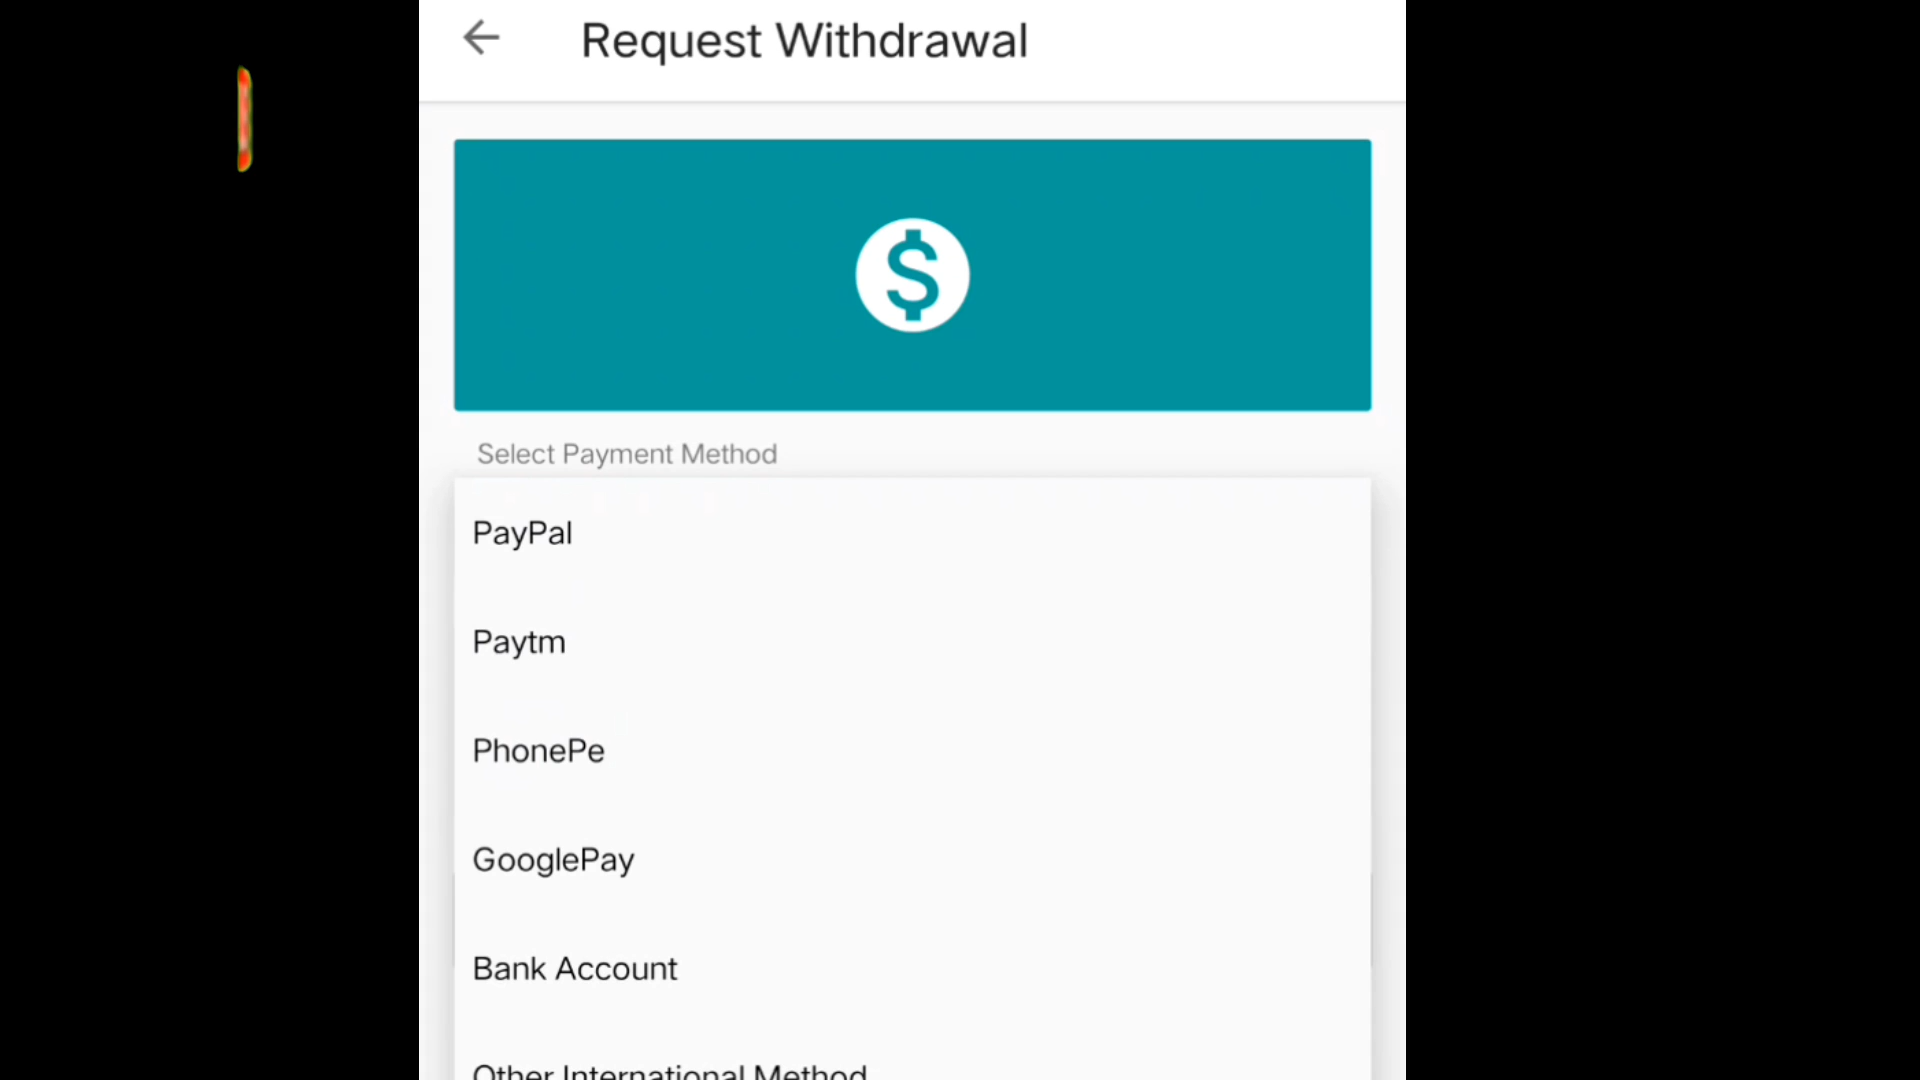 Request Withdrawal
$
Select Payment Method
PayPal
Paytm
PhonePe
GooglePay
Bank Account
Other International Method